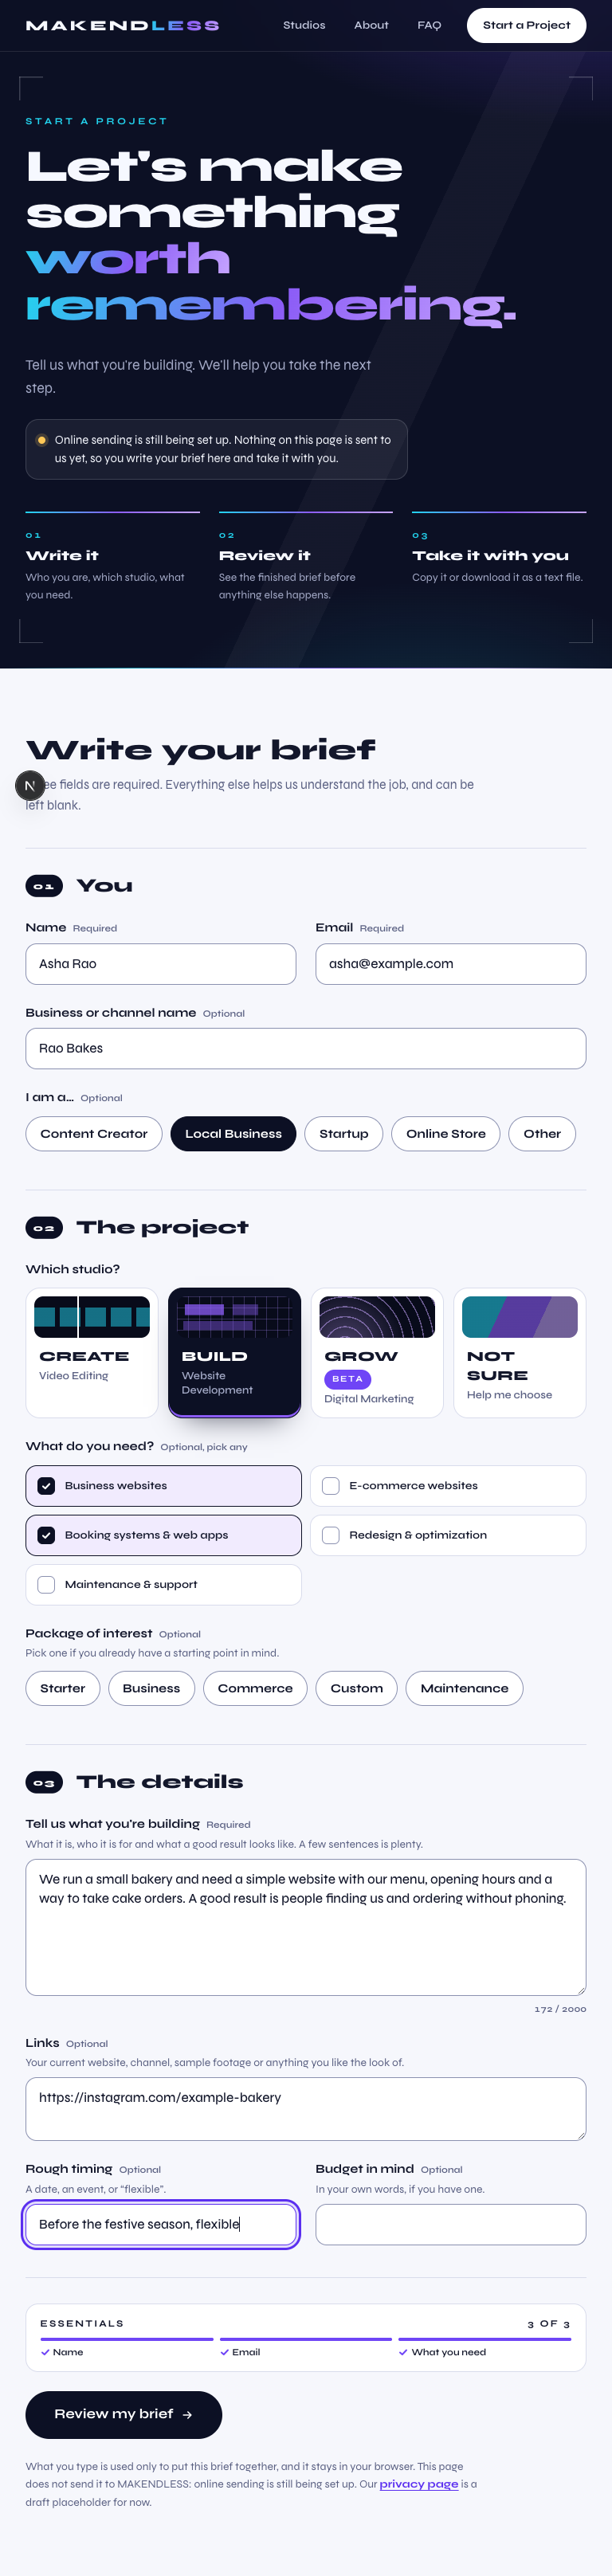 MAKENDLESS
Studios
About
FAQ
Start a Project
START A PROJECT
Let's make
something
worth
remembering.
Tell us what you're building. We'll help you take the next
step.
Online sending is still being set up. Nothing on this page is sent to
us yet, so you write your brief here and take it with you.
01
Write it
Who you are, which studio, what
you need.
02
Review it
See the finished brief before
anything else happens.
03
Take it with you
Copy it or download it as a text file.
Write your brief
N
fields are required. Everything else helps us understand the job, and can be
left blank.
01 You
Name Required
Asha Rao
Email Required
asha@example.com
Business or channel name Optional
Rao Bakes
I am a... Optional
Content Creator
Local Business
Startup
Online Store
Other
02 The project
Which studio?
CREATE
Video Editing
BUILD
Website
Development
GROW
BETA
Digital Marketing
NOT
SURE
Help me choose
What do you need? Optional, pick any
Business websites
E-commerce websites
Booking systems & web apps
Redesign & optimization
Maintenance & support
Package of interest Optional
Pick one if you already have a starting point in mind.
Starter
Business
Commerce
Custom
Maintenance
03 The details
Tell us what you're building Required
What it is, who it is for and what a good result looks like. A few sentences is plenty.
We run a small bakery and need a simple website with our menu, opening hours and a
way to take cake orders. A good result is people finding us and ordering without phoning.
172 / 2000
Links Optional
Your current website, channel, sample footage or anything you like the look of.
https://instagram.com/example-bakery
Rough timing Optional
A date, an event, or "flexible".
Before the festive season, flexible
Budget in mind Optional
In your own words, if you have one.
ESSENTIALS
3 OF 3
Name
Email
What you need
Review my brief →
What you type is used only to put this brief together, and it stays in your browser. This page
does not send it to MAKENDLESS: online sending is still being set up. Our privacy page is a
draft placeholder for now.